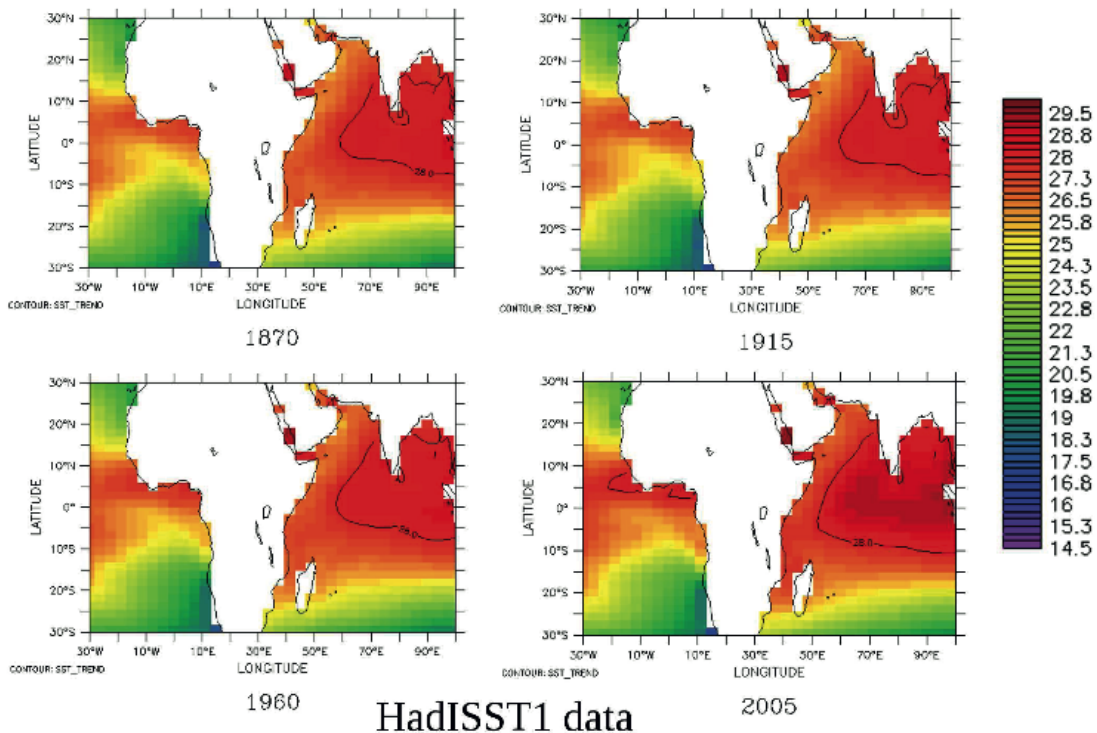 30°N
20°N
10°N
0°
10°S
20°S
30°S
LATITUDE
28.0
30°W 10°W 10°E 30°E 50°E 70°E 90°E
LONGITUDE
CONTOUR: SST_TREND
1870
30°N
20°N
10°N
0°
10°S
20°S
30°S
LATITUDE
30°W 10°W 10°E 30°E 50°E 70°E 90°E
LONGITUDE
CONTOUR: SST_TREND
1915
30°N
20°N
10°N
0°
10°S
20°S
30°S
LATITUDE
30°W 10°W 10°E 30°E 50°E 70°E 90°E
LONGITUDE
CONTOUR: SST_TREND
1960
30°N
20°N
10°N
0°
10°S
20°S
30°S
LATITUDE
28.0
30°W 10°W 10°E 30°E 50°E 70°E 90°E
LONGITUDE
CONTOUR: SST_TREND
2005
29.5
28.8
28
27.3
26.5
25.8
25
24.3
23.5
22.8
22
21.3
20.5
19.8
19
18.3
17.5
16.8
16
15.3
14.5
HadISST1 data